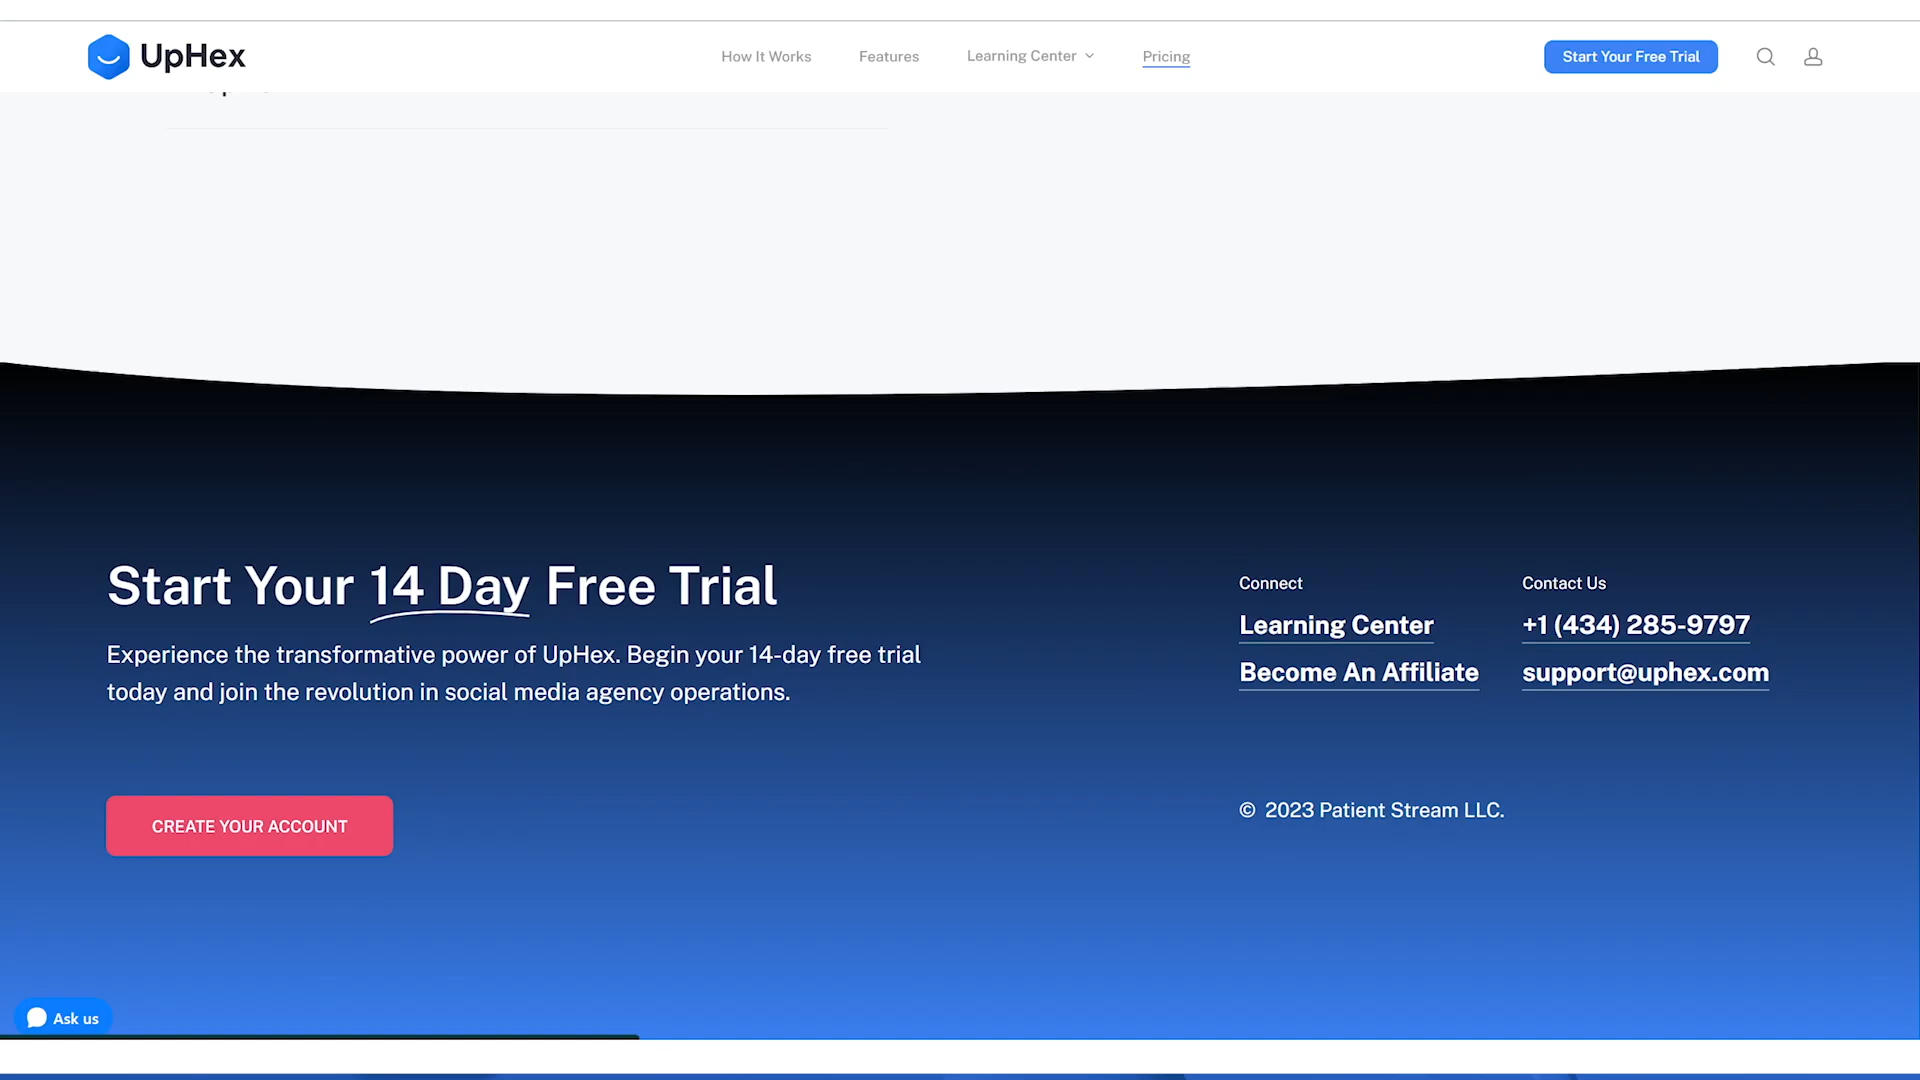 UpHex
How It Works
Features
Learning Center
Pricing
Start Your Free Trial
Start Your 14 Day Free Trial
Experience the transformative power of UpHex. Begin your 14-day free trial
today and join the revolution in social media agency operations.
CREATE YOUR ACCOUNT
Connect
Learning Center
Become An Affiliate
Contact Us
+1 (434) 285-9797
support@uphex.com
© 2023 Patient Stream LLC.
Ask us